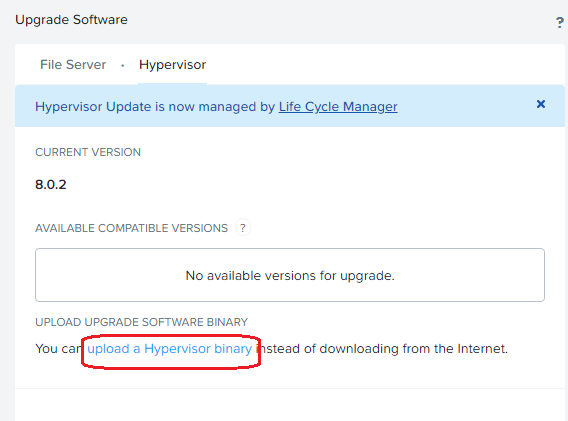 Upgrade Software
?
File Server · Hypervisor
Hypervisor Update is now managed by Life Cycle Manager ×
CURRENT VERSION
8.0.2
AVAILABLE COMPATIBLE VERSIONS ?
No available versions for upgrade.
UPLOAD UPGRADE SOFTWARE BINARY
You can upload a Hypervisor binary instead of downloading from the Internet.